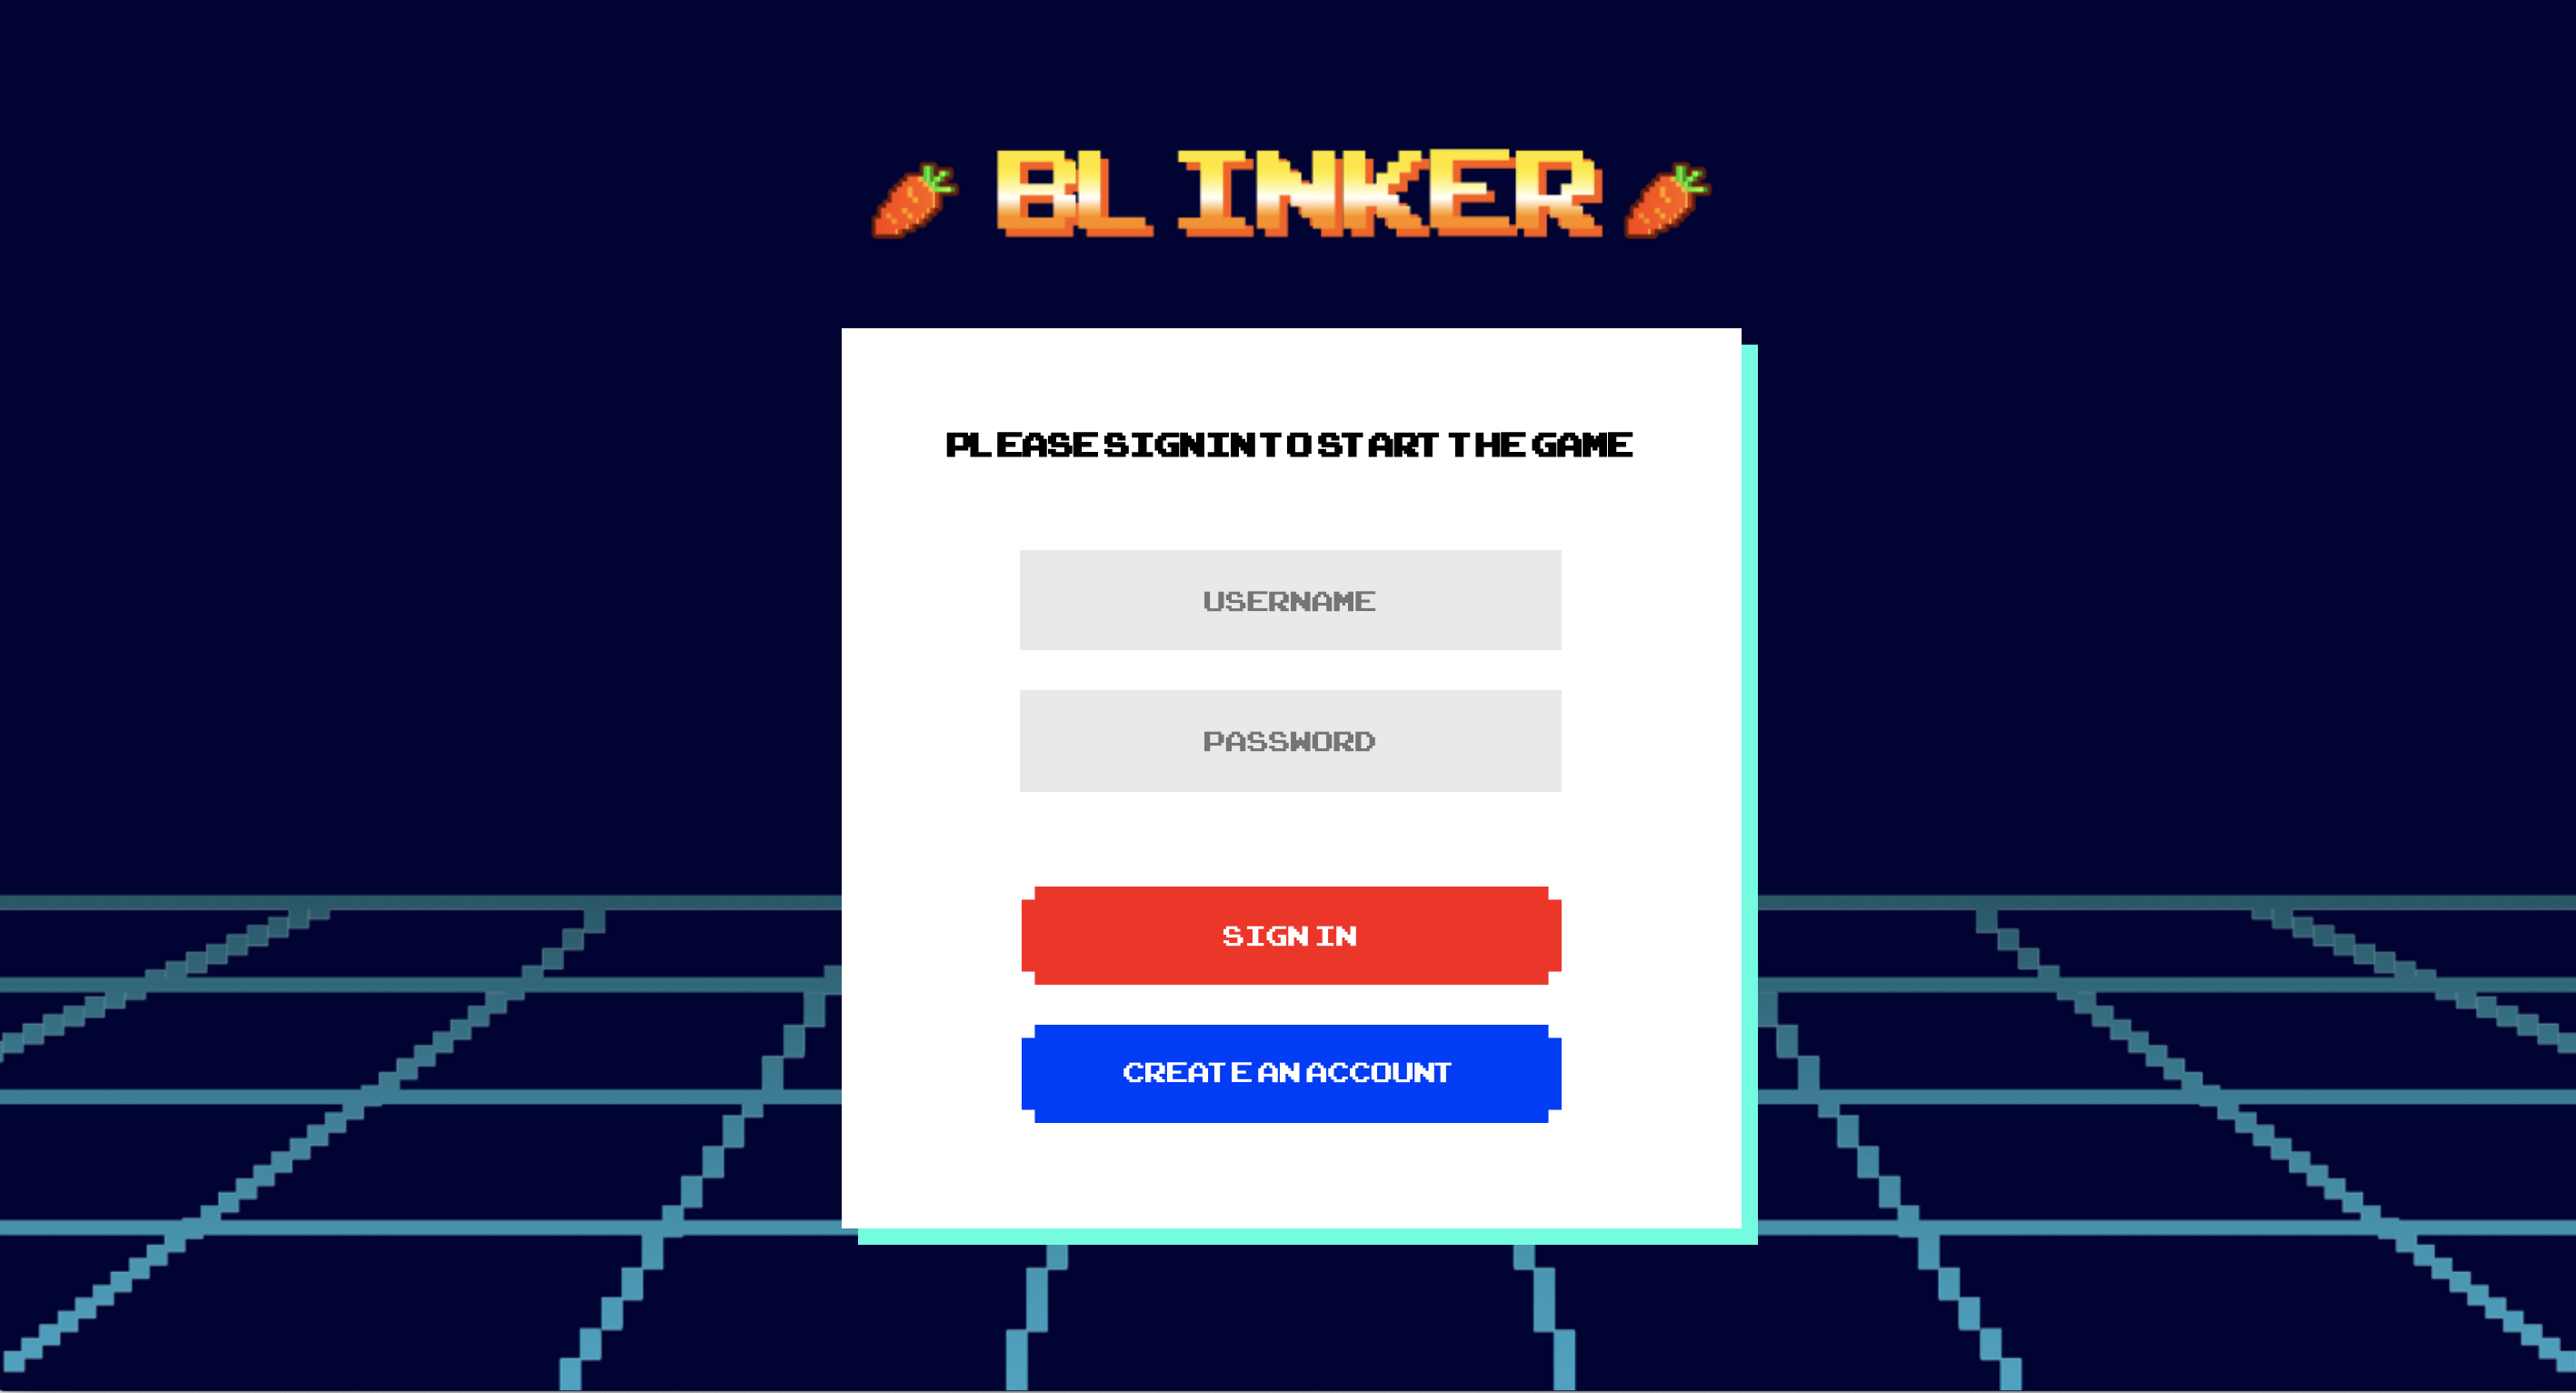 BLINKER
PLEASE SIGN IN TO START THE GAME
USERNAME
PASSWORD
SIGN IN
CREATE AN ACCOUNT